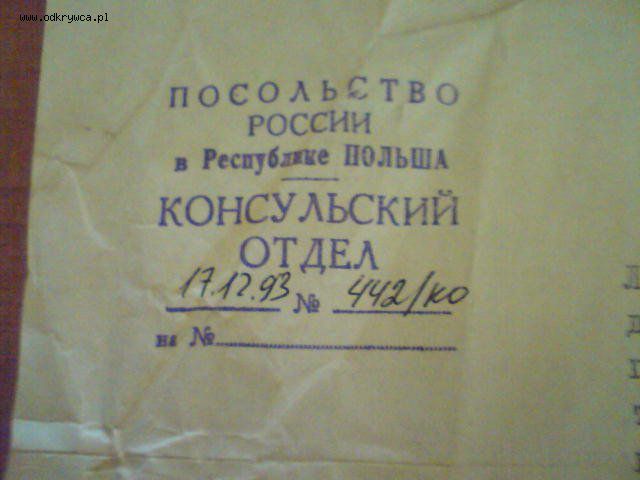 www.odkrywca.pl
ПОСОЛЬСТВО
РОССИИ
в Республике ПОЛЬША
КОНСУЛЬСКИЙ
ОТДЕЛ
17.12.93 № 442/ко
на №